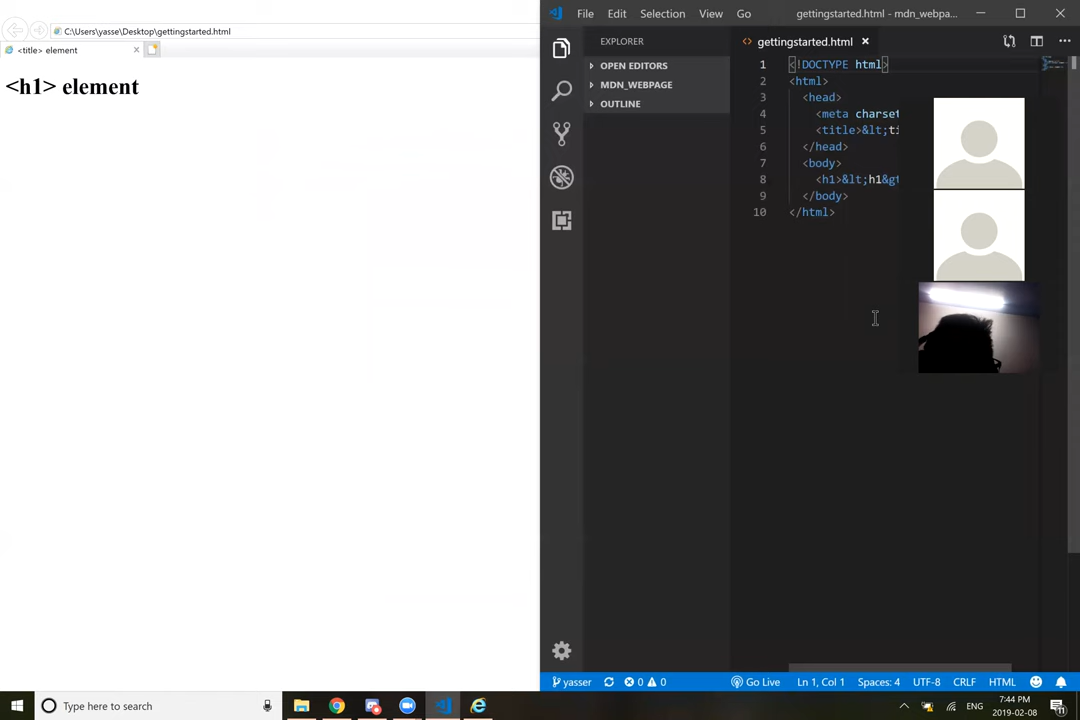 C:\Users\yasse\Desktop\gettingstarted.html
<title> element
<h1> element
File Edit Selection View Go gettingstarted.html - mdn_webpa...
EXPLORER
OPEN EDITORS
MDN_WEBPAGE
OUTLINE
gettingstarted.html
1 <!DOCTYPE html>
2 <html>
3 <head>
4 <meta charset
5 <title>&lt;ti
6 </head>
7 <body>
8 <h1>&lt;h1&gt
9 </body>
10 </html>
yasser 0 0 Go Live Ln 1, Col 1 Spaces: 4 UTF-8 CRLF HTML
Type here to search
ENG
7:44 PM
2019-02-08
11